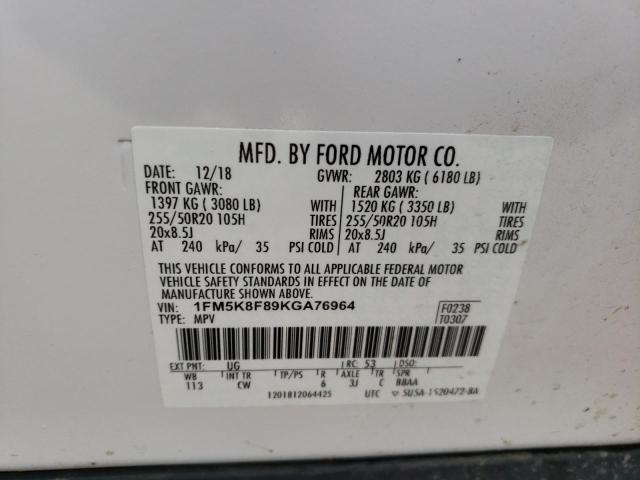 MFD. BY FORD MOTOR CO.
DATE: 12/18 GVWR: 2803 KG ( 6180 LB)
FRONT GAWR: REAR GAWR:
1397 KG ( 3080 LB) WITH 1520 KG ( 3350 LB) WITH
255/50R20 105H TIRES 255/50R20 105H TIRES
20x8.5J RIMS 20x8.5J RIMS
AT 240 kPa/ 35 PSI COLD AT 240 kPa/ 35 PSI COLD
THIS VEHICLE CONFORMS TO ALL APPLICABLE FEDERAL MOTOR
VEHICLE SAFETY STANDARDS IN EFFECT ON THE DATE OF
MANUFACTURE SHOWN ABOVE.
VIN: 1FM5K8F89KGA76964 F0238
TYPE: MPV T0307
EXT PNT: UG RC: 53 DSO:
WB INT TR TP/PS R AXLE TR SPR
113 CW 6 3J C BBAA
1201812064425 UTC 5U5A-1520472-BA